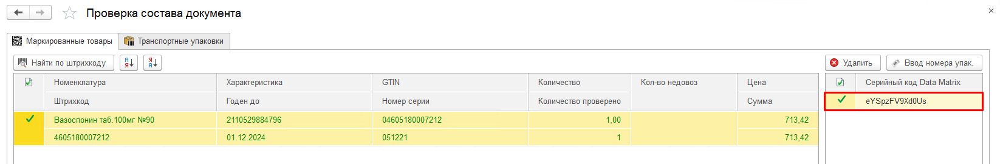 Проверка состава документа
Маркированные товары Транспортные упаковки
Найти по штрихкоду Удалить Ввод номера упак.
Номенклатура Характеристика GTIN Количество Кол-во недовоз Цена Серийный код Data Matrix
Штрихкод Годен до Номер серии Количество проверено Сумма eYSpzFV9Xd0Us
Вазоспонин таб.100мг №90 2110529884796 04605180007212 1,00 713,42
4605180007212 01.12.2024 051221 1 713,42